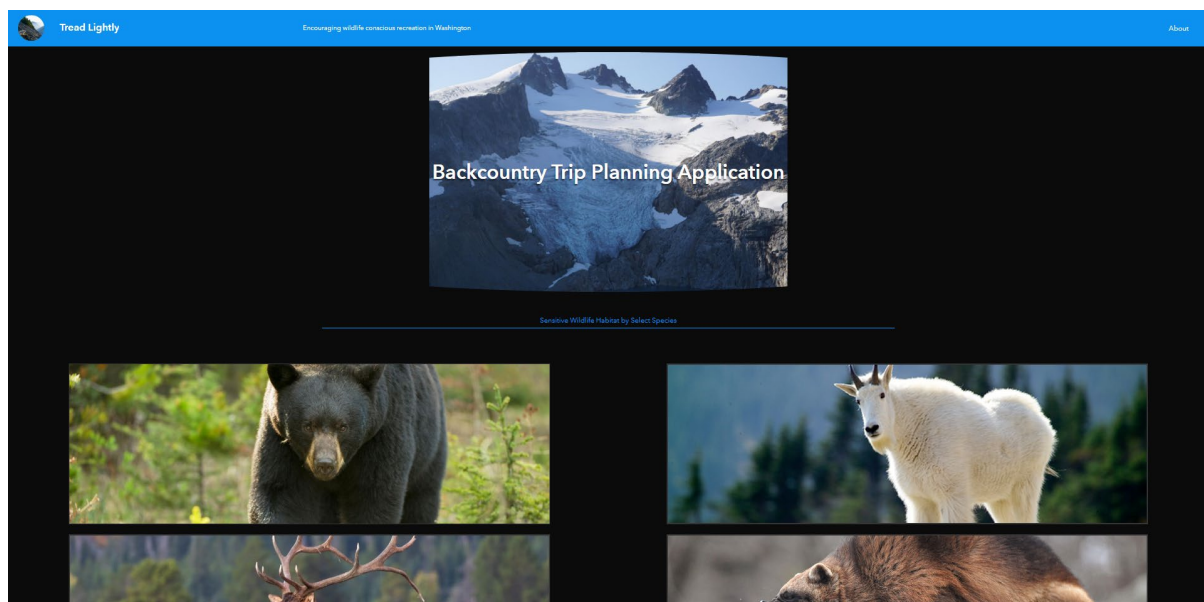 Tread Lightly
Encouraging wildlife conscious recreation in Washington
About
Backcountry Trip Planning Application
Sensitive Wildlife Habitat by Select Species